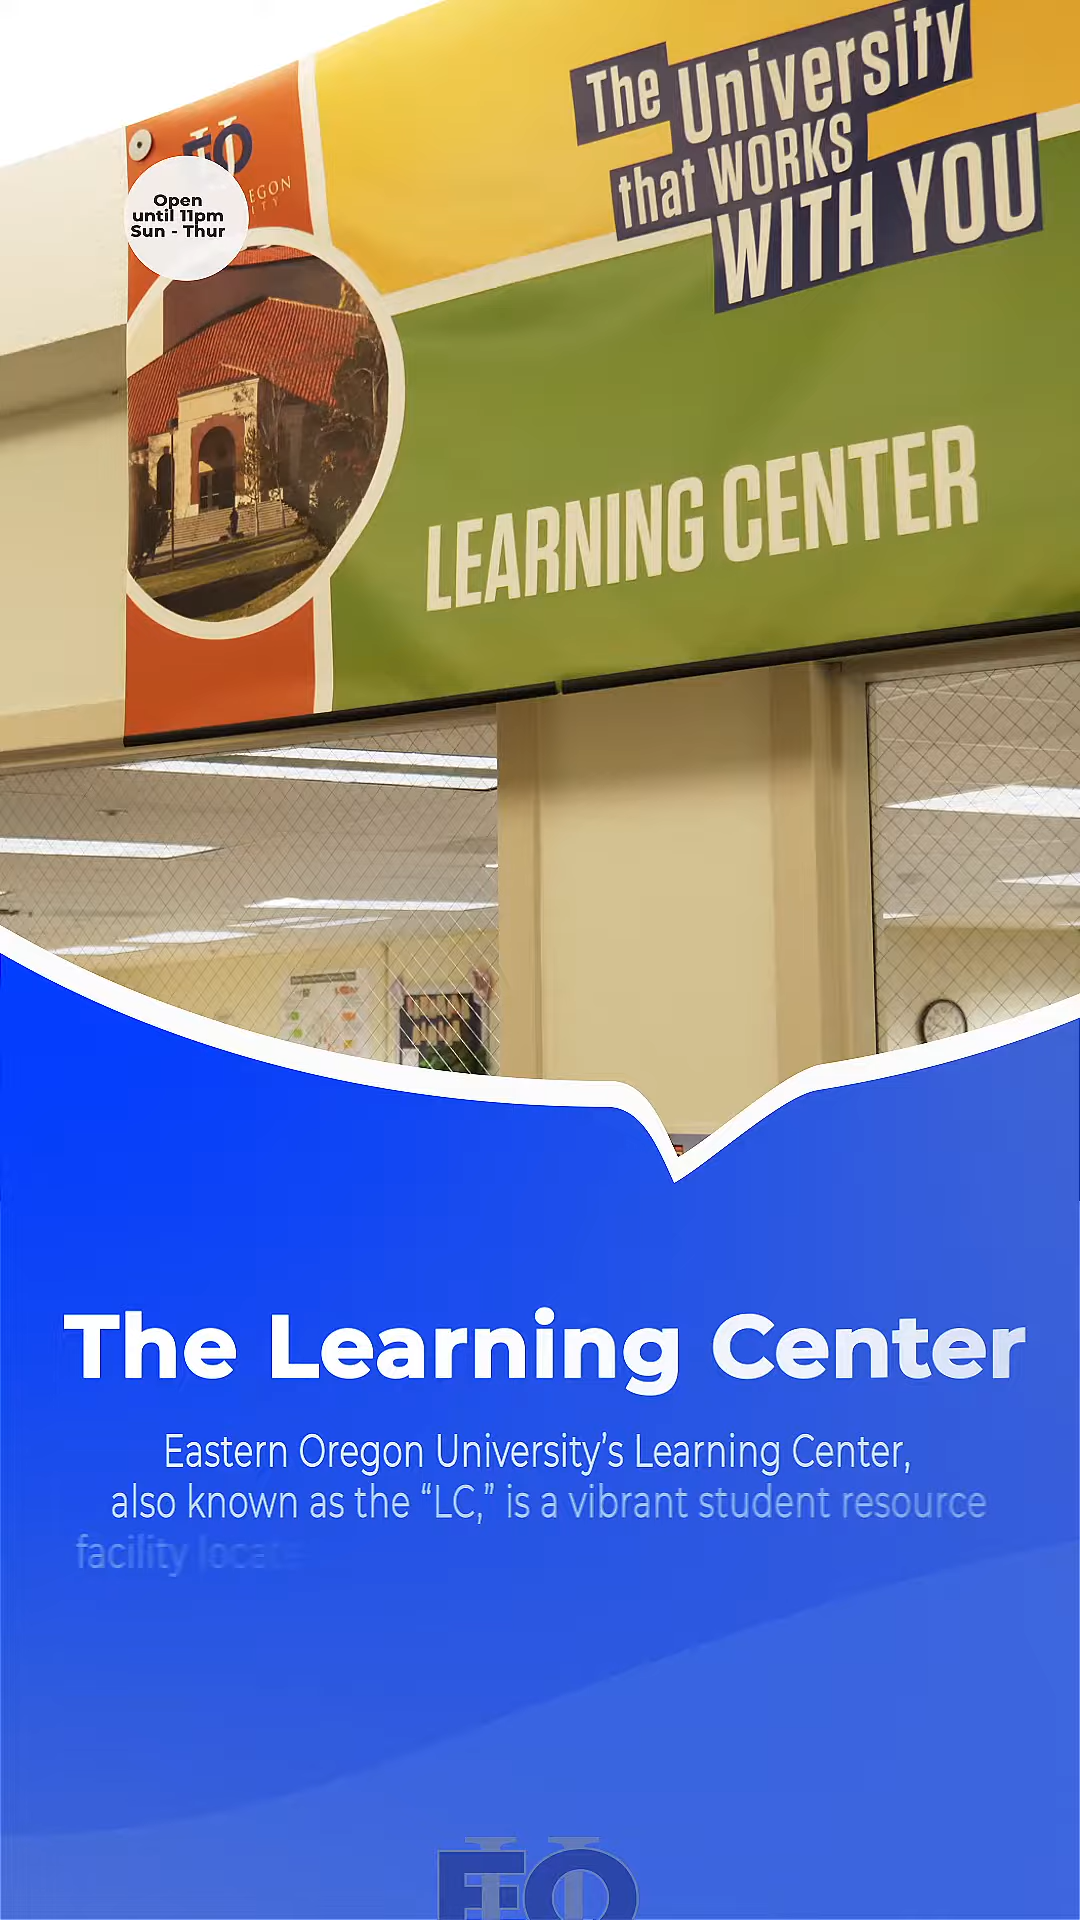 The University
that WORKS
WITH YOU
Open
until 11pm
Sun - Thur
LEARNING CENTER
The Learning Center
Eastern Oregon University’s Learning Center,
also known as the “LC,” is a vibrant student resource
facility
EOU